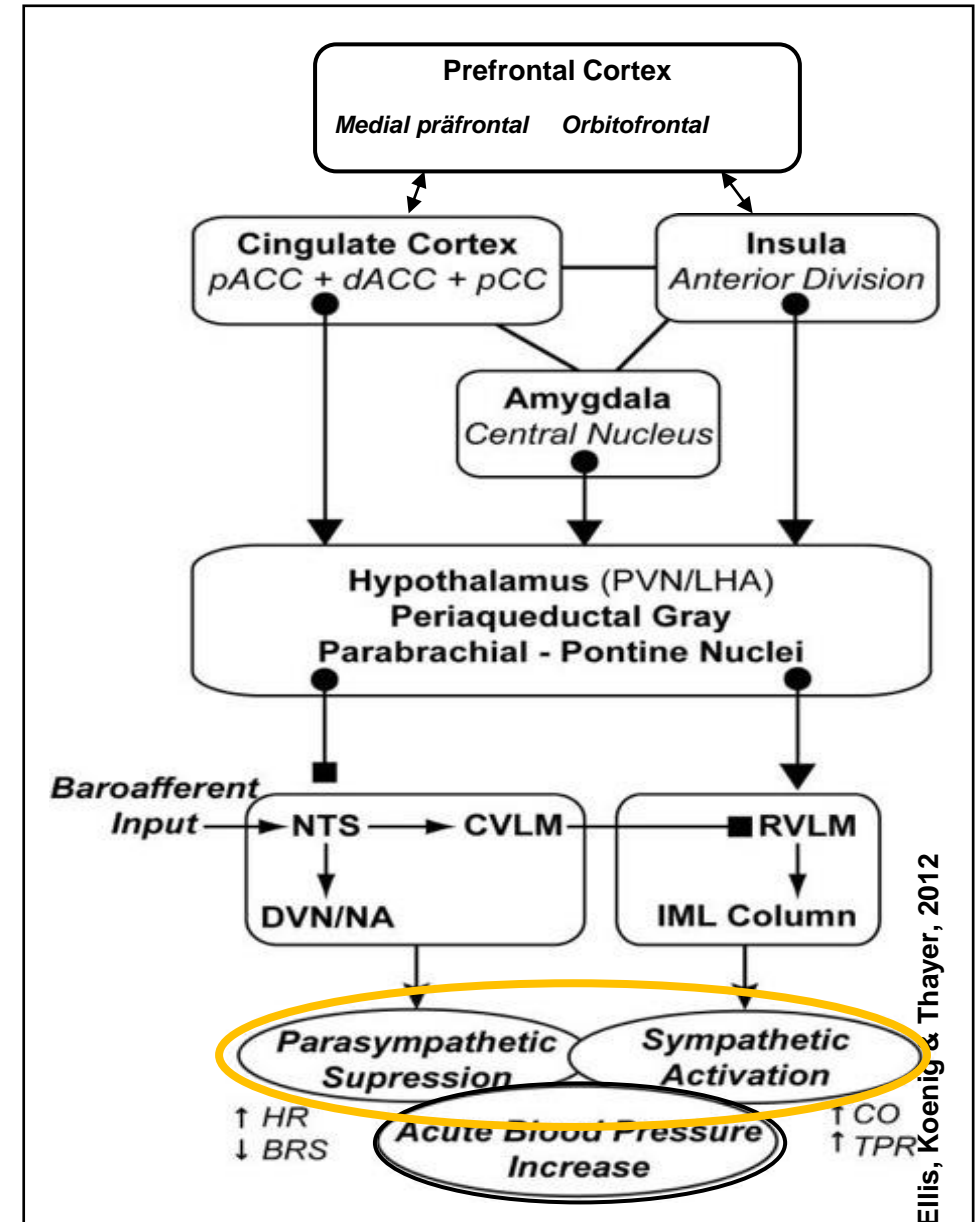 Prefrontal Cortex
Medial präfrontal Orbitofrontal
Cingulate Cortex
pACC + dACC + pCC
Insula
Anterior Division
Amygdala
Central Nucleus
Hypothalamus (PVN/LHA)
Periaqueductal Gray
Parabrachial - Pontine Nuclei
Baroafferent
Input
NTS
CVLM
DVN/NA
RVLM
IML Column
Parasympathetic
Supression
Sympathetic
Activation
↑ HR
↓ BRS
Acute Blood Pressure
Increase
↑ CO
↑ TPR
Ellis, Koenig & Thayer, 2012